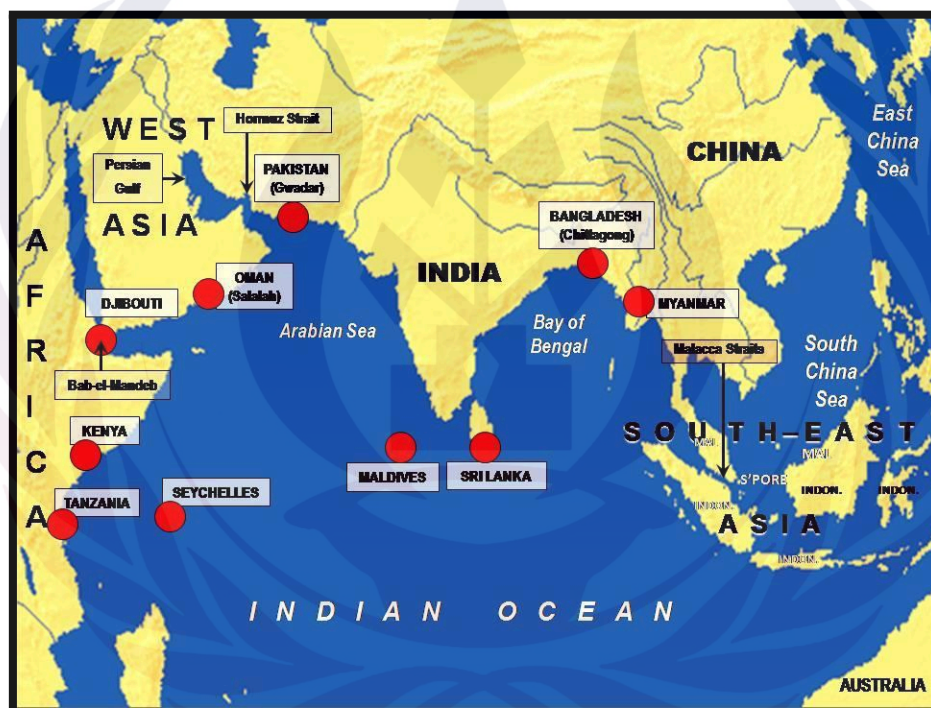 East
China
Sea
WEST
Hormuz Strait
CHINA
Persian
Gulf
PAKISTAN
(Gwadar)
ASIA
BANGLADESH
(Chittagong)
AFRICA
INDIA
OMAN
(Salalah)
DJIBOUTI
MYANMAR
Arabian Sea
Bay of
Bengal
Malacca Straits
South
China
Sea
Bab-el-Mandeb
KENYA
SOUTH-EAST
MAL.
MAL.
MALDIVES
SRI LANKA
S'PORE
INDON.
INDON.
TANZANIA
SEYCHELLES
INDON.
ASIA
INDON.
INDIAN OCEAN
AUSTRALIA